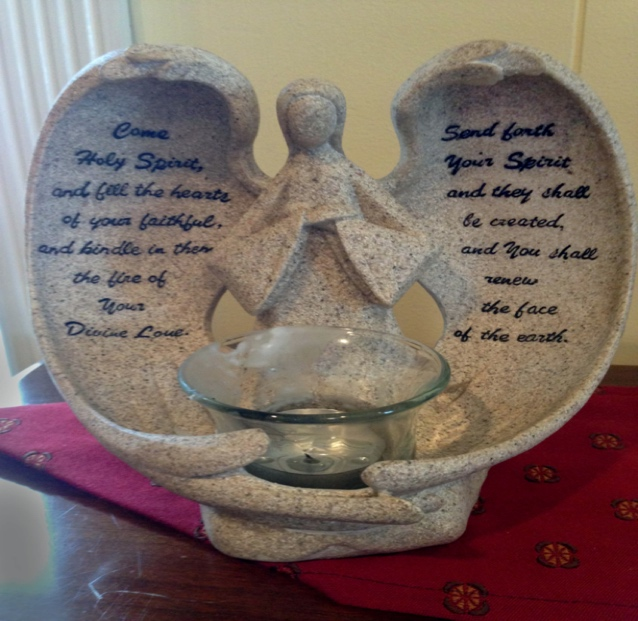 Come
Holy Spirit,
and fill the hearts
of your faithful,
and kindle in them
the fire of
Your
Divine Love.
Send forth
Your Spirit
and they shall
be created,
and You shall
renew
the face
of the earth.